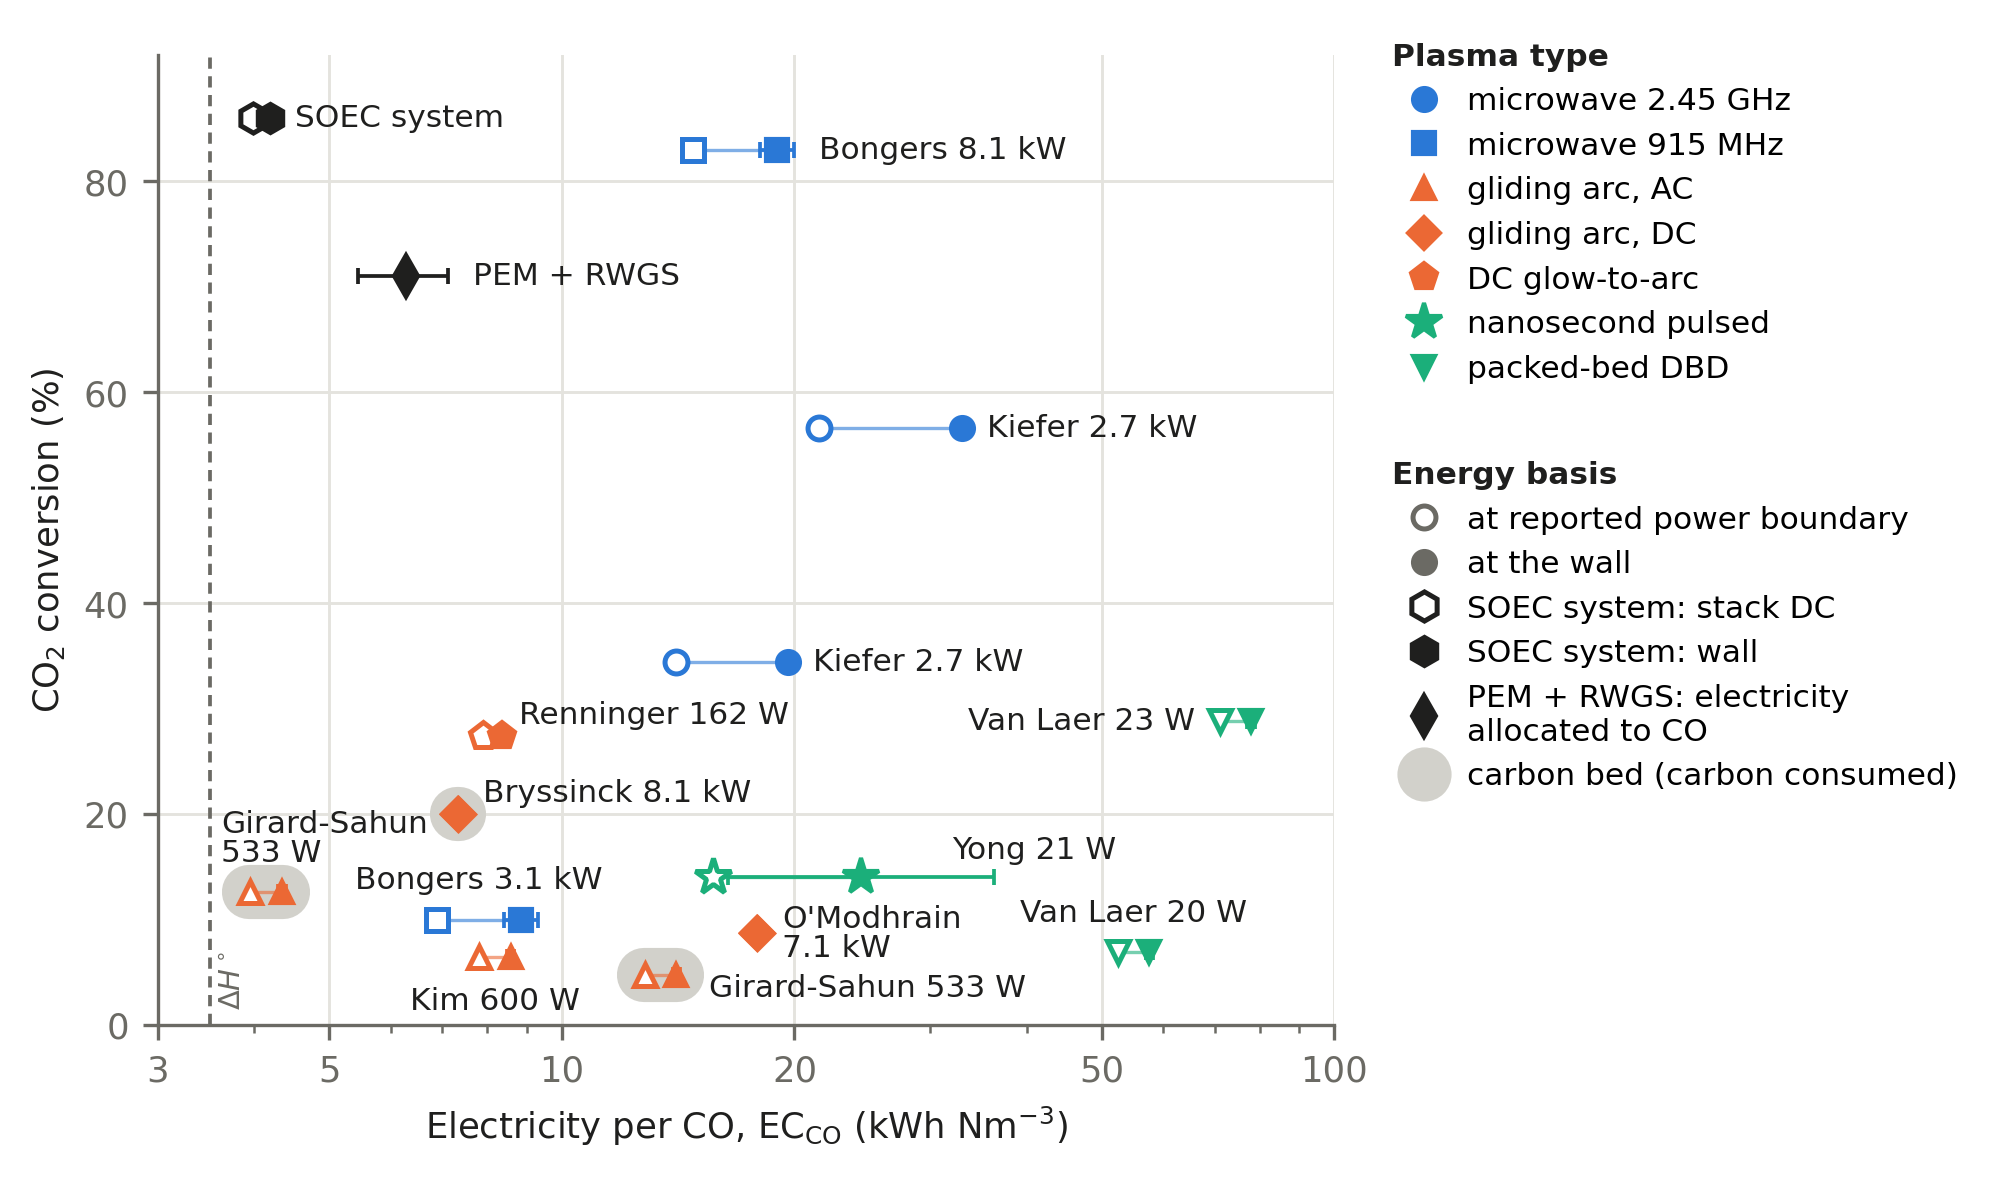 SOEC system
Bongers 8.1 kW
PEM + RWGS
Kiefer 2.7 kW
Kiefer 2.7 kW
Renninger 162 W
Van Laer 23 W
Bryssinck 8.1 kW
Girard-Sahun
533 W
Yong 21 W
Bongers 3.1 kW
O'Modhrain
7.1 kW
Van Laer 20 W
Girard-Sahun 533 W
Kim 600 W
ΔH°
80
60
40
20
0
3
5
10
20
50
100
CO₂ conversion (%)
Electricity per CO, EC_CO (kWh Nm⁻³)
Plasma type
microwave 2.45 GHz
microwave 915 MHz
gliding arc, AC
gliding arc, DC
DC glow-to-arc
nanosecond pulsed
packed-bed DBD
Energy basis
at reported power boundary
at the wall
SOEC system: stack DC
SOEC system: wall
PEM + RWGS: electricity
allocated to CO
carbon bed (carbon consumed)